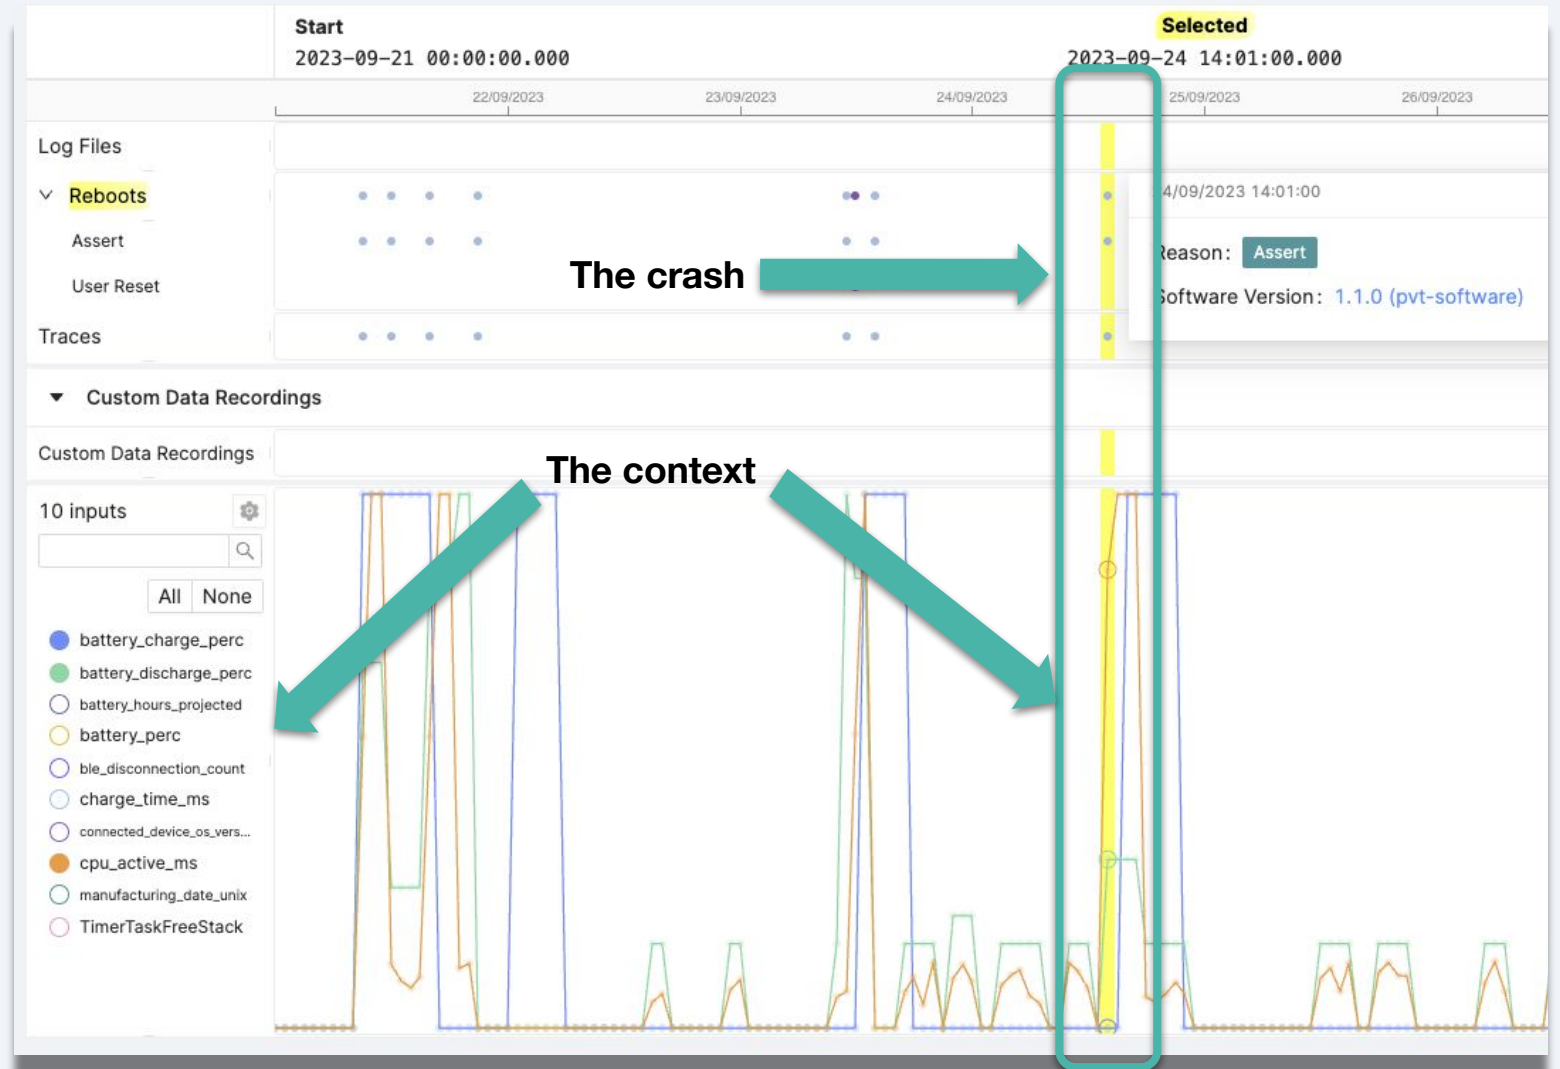 Start
Selected
2023-09-21 00:00:00.000
2023-09-24 14:01:00.000
22/09/2023
23/09/2023
24/09/2023
25/09/2023
26/09/2023
Log Files
Reboots
4/09/2023 14:01:00
Assert
Reason: Assert
The crash
User Reset
Software Version: 1.1.0 (pvt-software)
Traces
Custom Data Recordings
Custom Data Recordings
The context
10 inputs
All None
battery_charge_perc
battery_discharge_perc
battery_hours_projected
battery_perc
ble_disconnection_count
charge_time_ms
connected_device_os_vers...
cpu_active_ms
manufacturing_date_unix
TimerTaskFreeStack